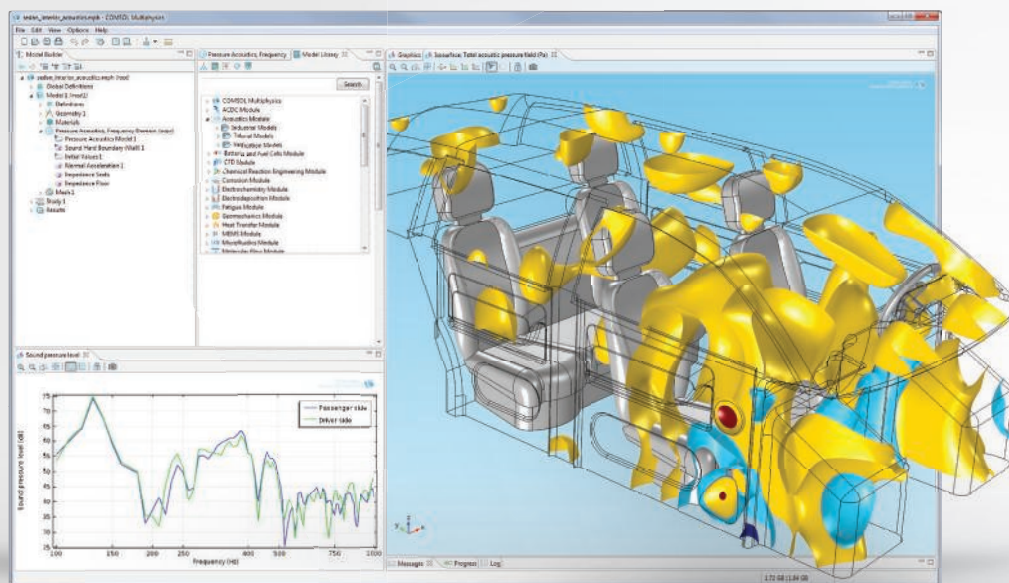 sedan_interior_acoustics.mph - COMSOL Multiphysics
File Edit View Options Help
Model Builder
sedan_interior_acoustics.mph (root)
Global Definitions
Model 1 (mod1)
Definitions
Geometry 1
Materials
Pressure Acoustics, Frequency Domain (acpr)
Pressure Acoustics Model 1
Sound Hard Boundary (Wall) 1
Initial Values 1
Normal Acceleration 1
Impedance Seats
Impedance Floor
Mesh 1
Study 1
Results
Pressure Acoustics, Frequency
Model Library
Search
COMSOL Multiphysics
ACDC Module
Acoustics Module
Industrial Models
Tutorial Models
Verification Models
Batteries and Fuel Cells Module
CFD Module
Chemical Reaction Engineering Module
Corrosion Module
Electrochemistry Module
Electrodeposition Module
Fatigue Module
Geomechanics Module
Heat Transfer Module
MEMS Module
Microfluidics Module
Molecular Flow Module
Graphics
Isosurface: Total acoustic pressure field (Pa)
Sound pressure level
Passenger side
Driver side
Sound pressure level (dB)
75
70
65
60
55
50
45
40
35
30
25
100
150
200
250
300
400
500
750
1000
Frequency (Hz)
z
y
x
Messages
Progress
Log